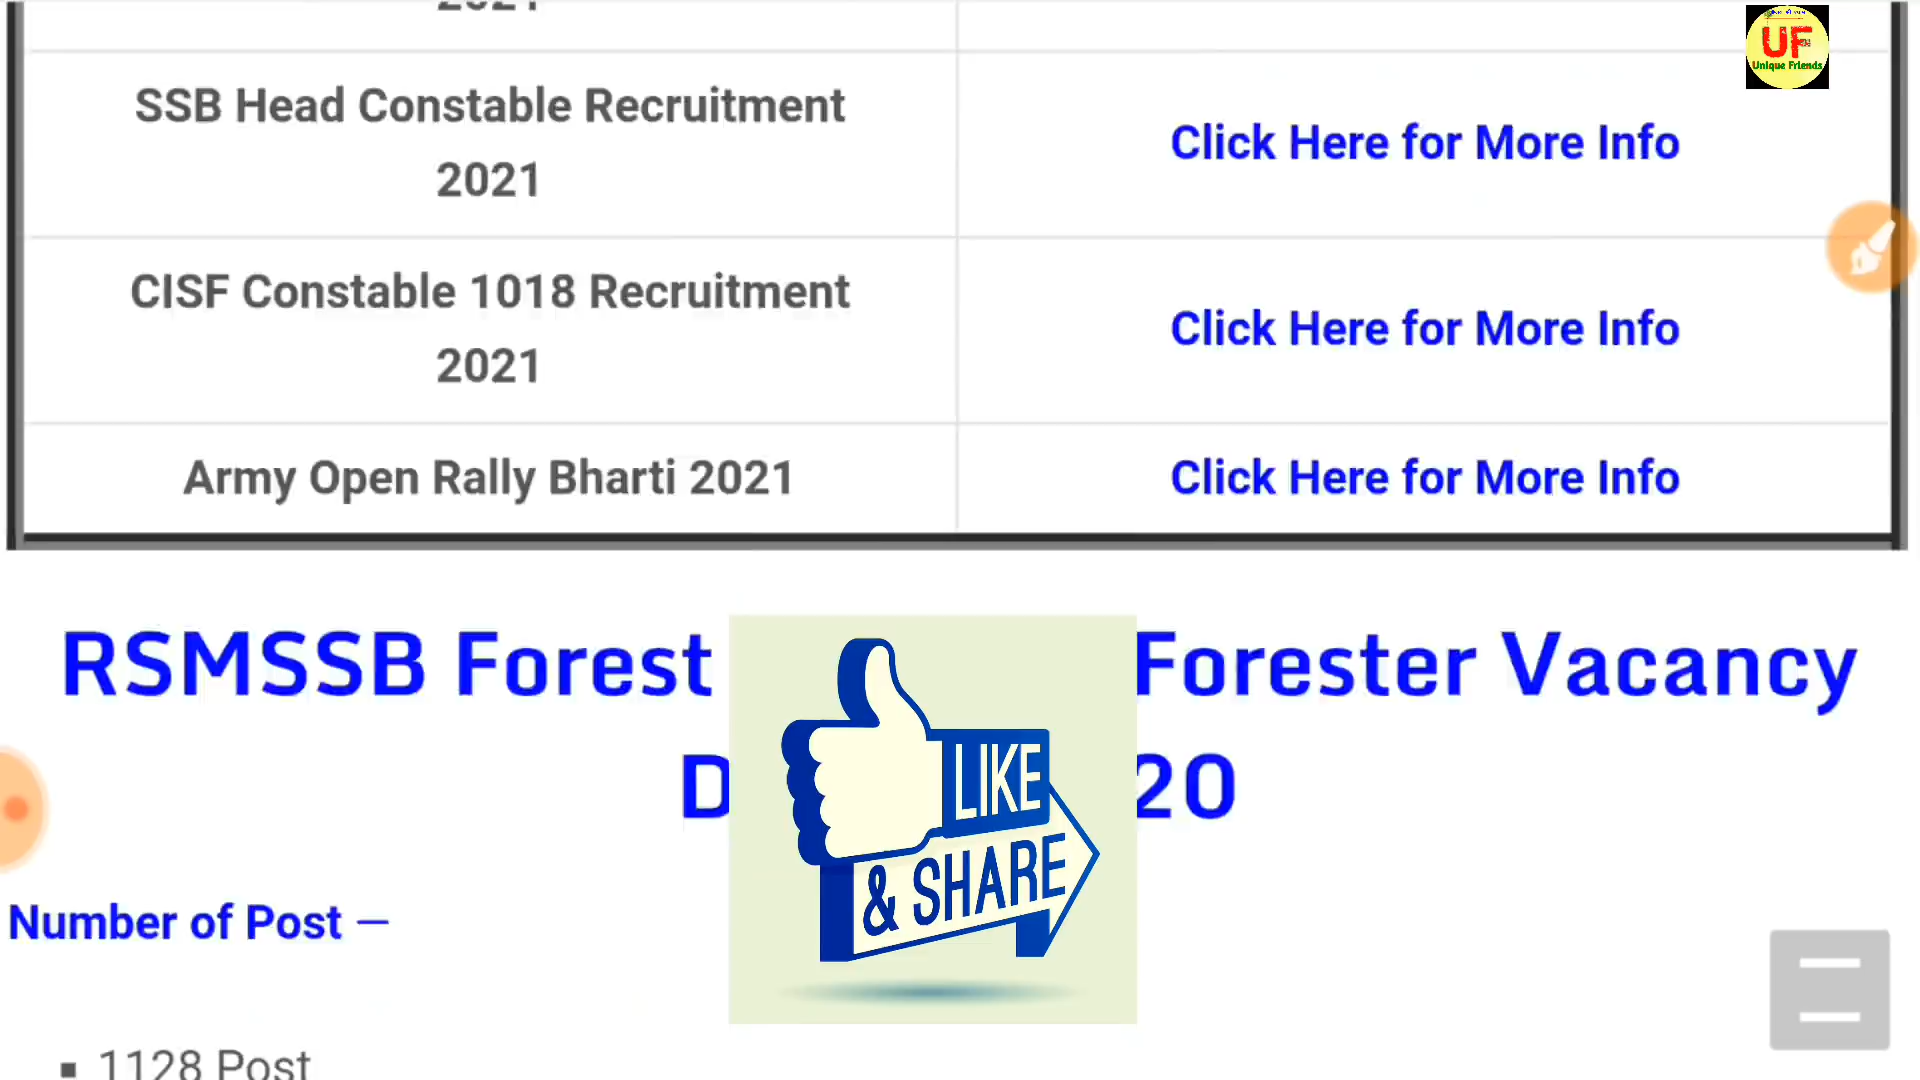 2021
UF
Unique Friends
SSB Head Constable Recruitment
2021
Click Here for More Info
CISF Constable 1018 Recruitment
2021
Click Here for More Info
Army Open Rally Bharti 2021
Click Here for More Info
RSMSSB Forest Forester Vacancy
20
LIKE
& SHARE
Number of Post —
▪ 1128 Post